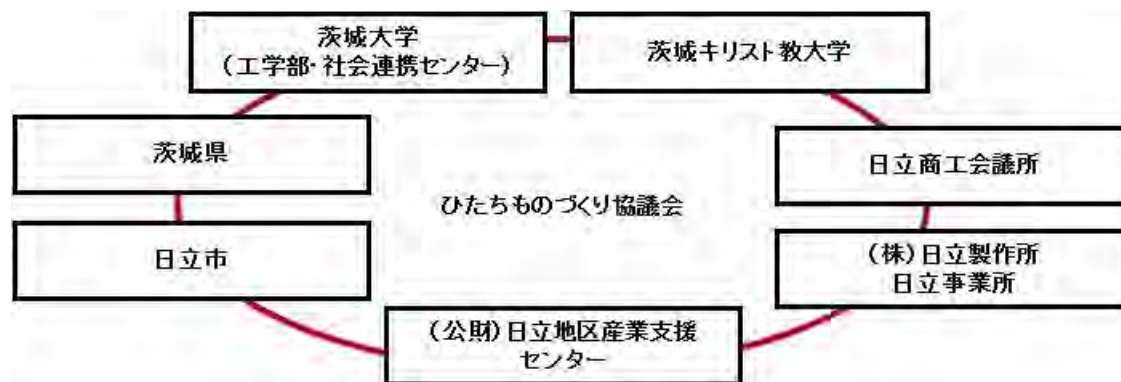 茨城大学
(工学部・社会連携センター)
茨城キリスト教大学
茨城県
日立商工会議所
ひたちものづくり協議会
日立市
(株)日立製作所
日立事業所
(公財)日立地区産業支援
センター